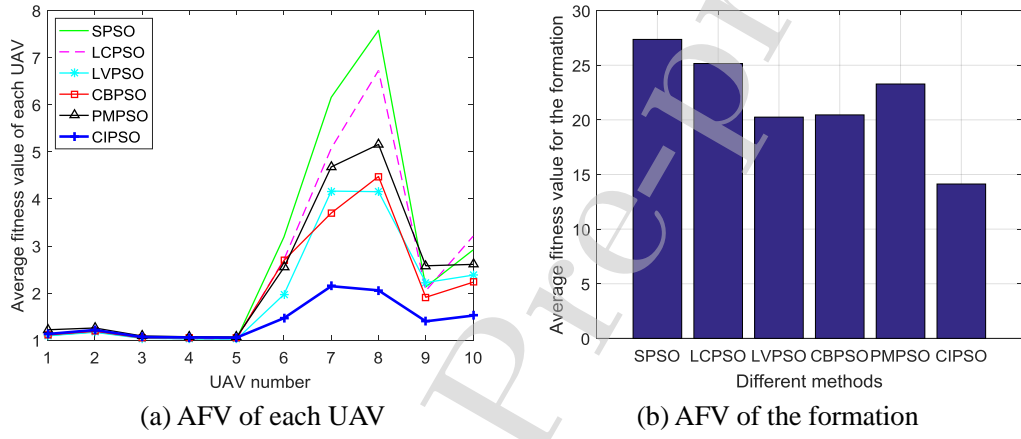 8
7
6
5
4
3
2
1
Average fitness value of each UAV
SPSO
LCPSO
LVPSO
CBPSO
PMPSO
CIPSO
1 2 3 4 5 6 7 8 9 10
UAV number
(a) AFV of each UAV
30
25
20
15
10
5
0
Average fitness value for the formation
SPSO LCPSO LVPSO CBPSO PMPSO CIPSO
Different methods
(b) AFV of the formation
Pre-pr